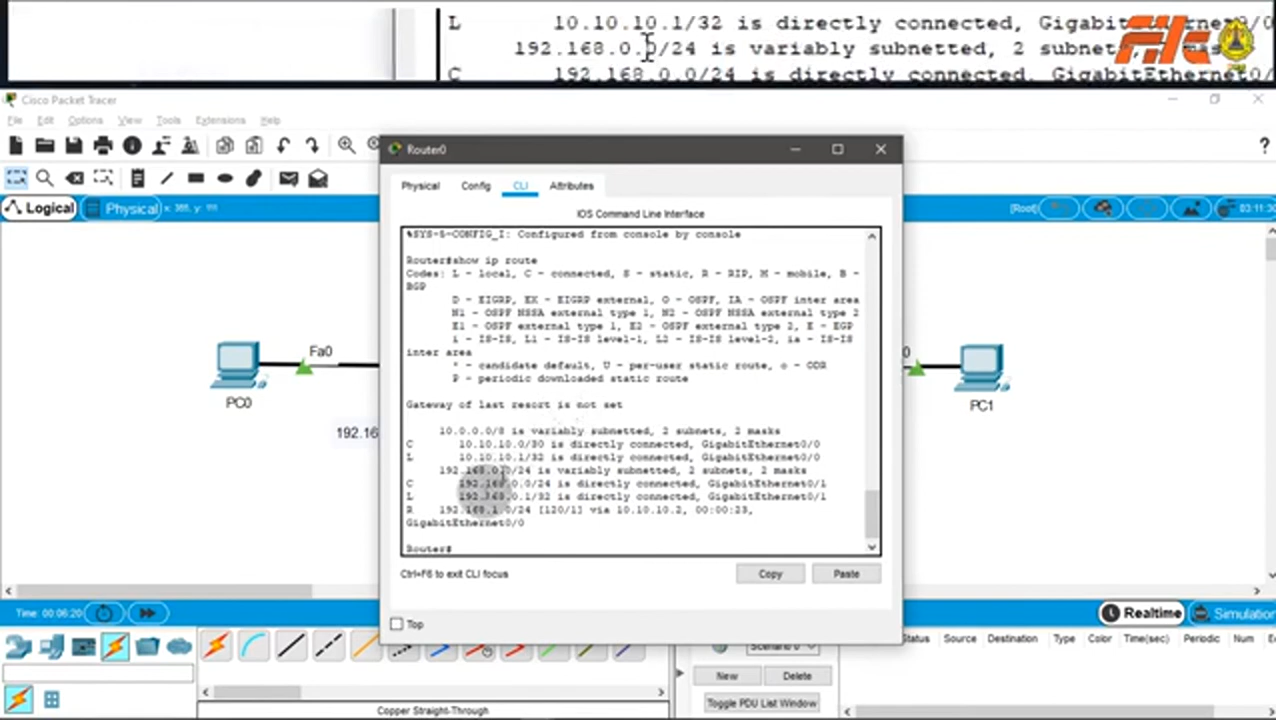 L 10.10.10.1/32 is directly connected, GigabitEthernet0/0
192.168.0.0/24 is variably subnetted, 2 subnets, masks
C 192.168.0.0/24 is directly connected, GigabitEthernet0/
Cisco Packet Tracer
File Edit Options View Tools Extensions Help
Router0
Physical Config CLI Attributes
Logical Physical x: 385, y: 111
[Root]
IOS Command Line Interface
%SYS-5-CONFIG_I: Configured from console by console
Router#show ip route
Codes: L - local, C - connected, S - static, R - RIP, M - mobile, B -
BGP
D - EIGRP, EX - EIGRP external, O - OSPF, IA - OSPF inter area
N1 - OSPF NSSA external type 1, N2 - OSPF NSSA external type 2
E1 - OSPF external type 1, E2 - OSPF external type 2, E - EGP
i - IS-IS, L1 - IS-IS level-1, L2 - IS-IS level-2, ia - IS-IS
inter area
* - candidate default, U - per-user static route, o - ODR
P - periodic downloaded static route
Gateway of last resort is not set
10.0.0.0/8 is variably subnetted, 2 subnets, 2 masks
C 10.10.10.0/30 is directly connected, GigabitEthernet0/0
L 10.10.10.1/32 is directly connected, GigabitEthernet0/0
192.168.0.0/24 is variably subnetted, 2 subnets, 2 masks
C 192.168.0.0/24 is directly connected, GigabitEthernet0/1
L 192.168.0.1/32 is directly connected, GigabitEthernet0/1
R 192.168.1.0/24 [120/1] via 10.10.10.2, 00:00:23,
GigabitEthernet0/0
Router#
Fa0
PC0
192.16
0
PC1
Ctrl+F6 to exit CLI focus
Copy Paste
Top
Time: 00:06:20
Realtime Simulation
Scenario 0
New Delete
Toggle PDU List Window
Status Source Destination Type Color Time(sec) Periodic Num
Copper Straight-Through